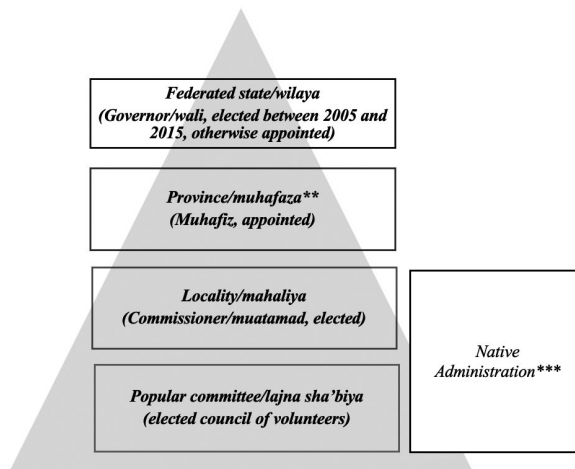 Federated state/wilaya
(Governor/wali, elected between 2005 and
2015, otherwise appointed)
Province/muhafaza**
(Muhafiz, appointed)
Locality/mahaliya
(Commissioner/muatamad, elected)
Native
Administration***
Popular committee/lajna sha’biya
(elected council of volunteers)